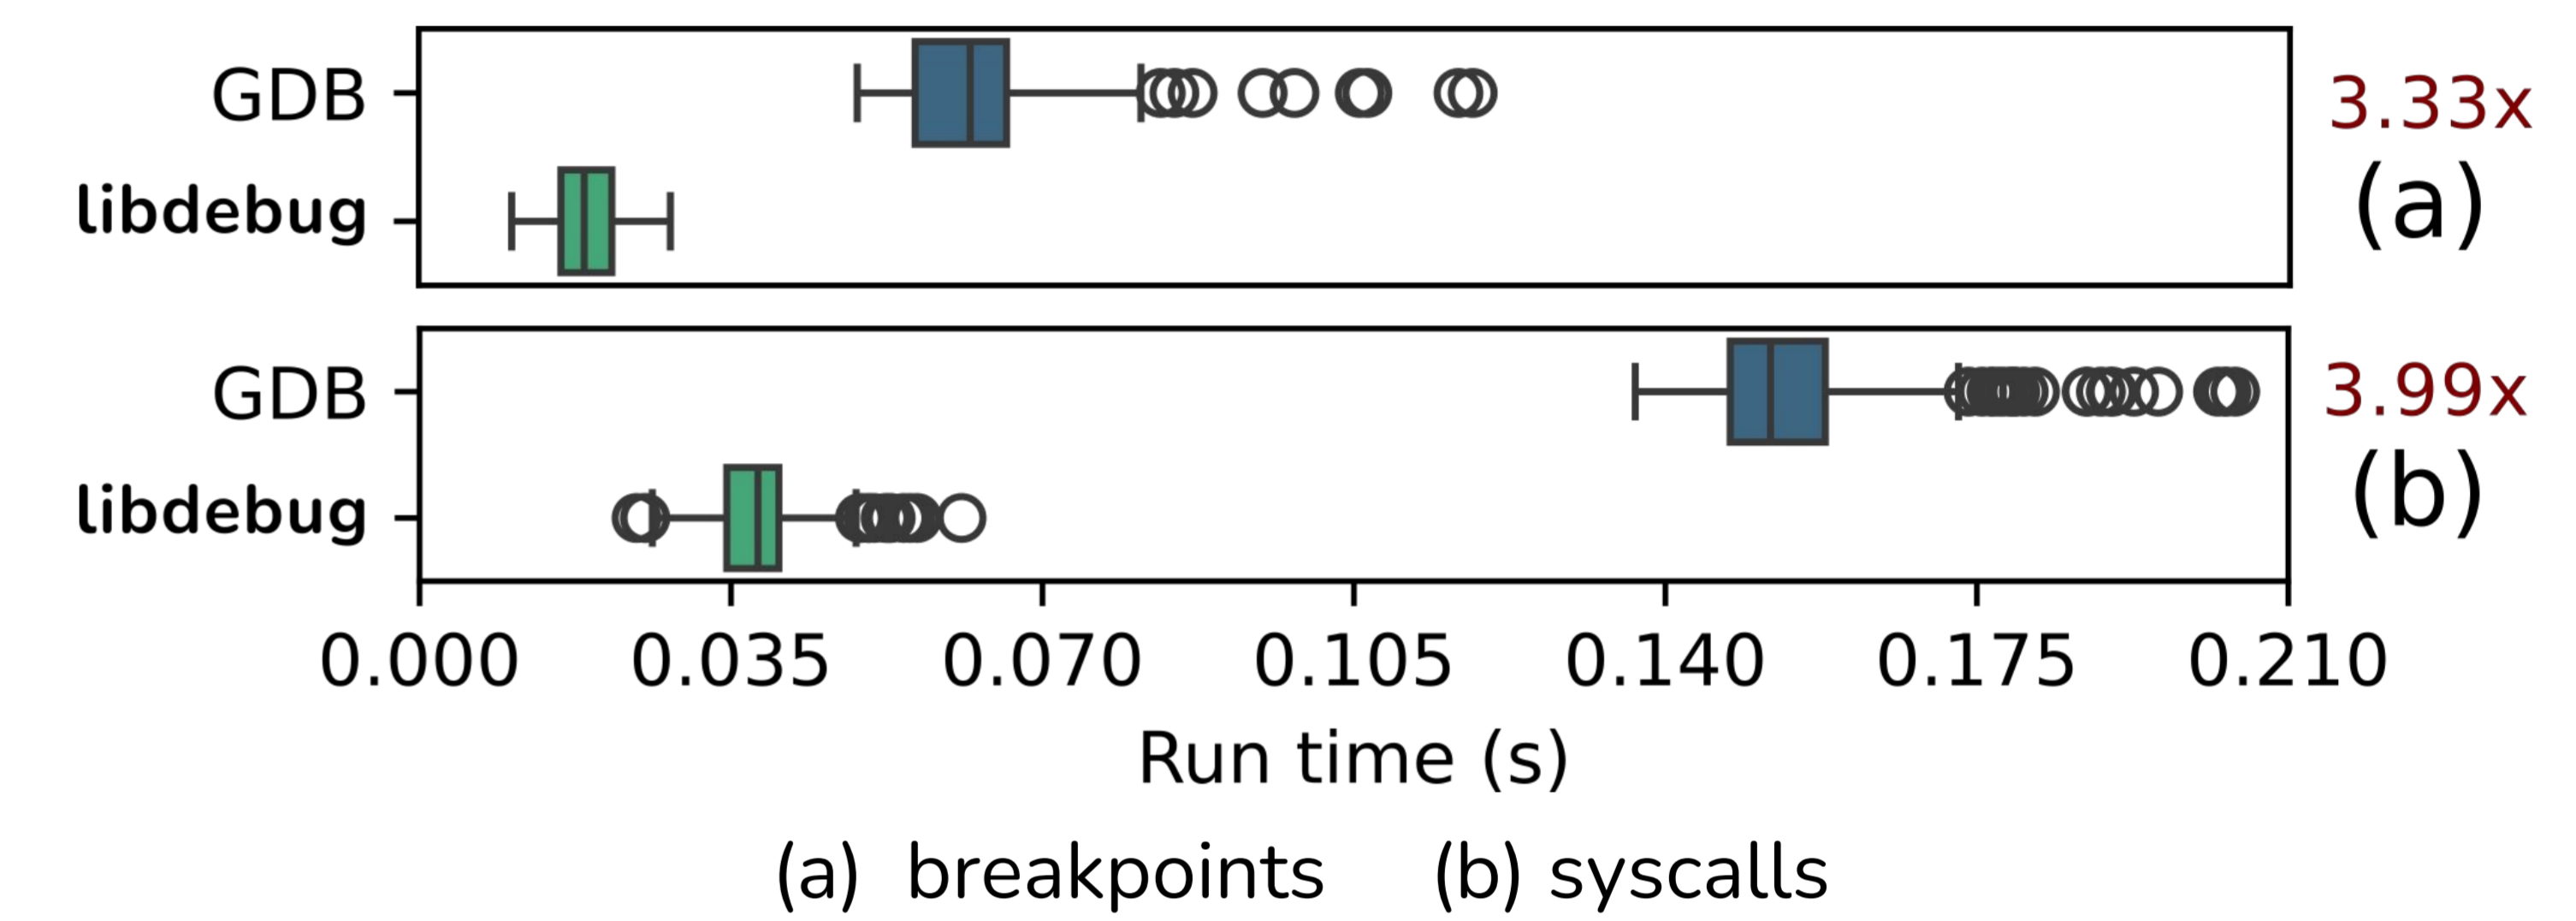 GDB
3.33x
libdebug
(a)
GDB
3.99x
libdebug
(b)
0.000 0.035 0.070 0.105 0.140 0.175 0.210
Run time (s)
(a) breakpoints (b) syscalls